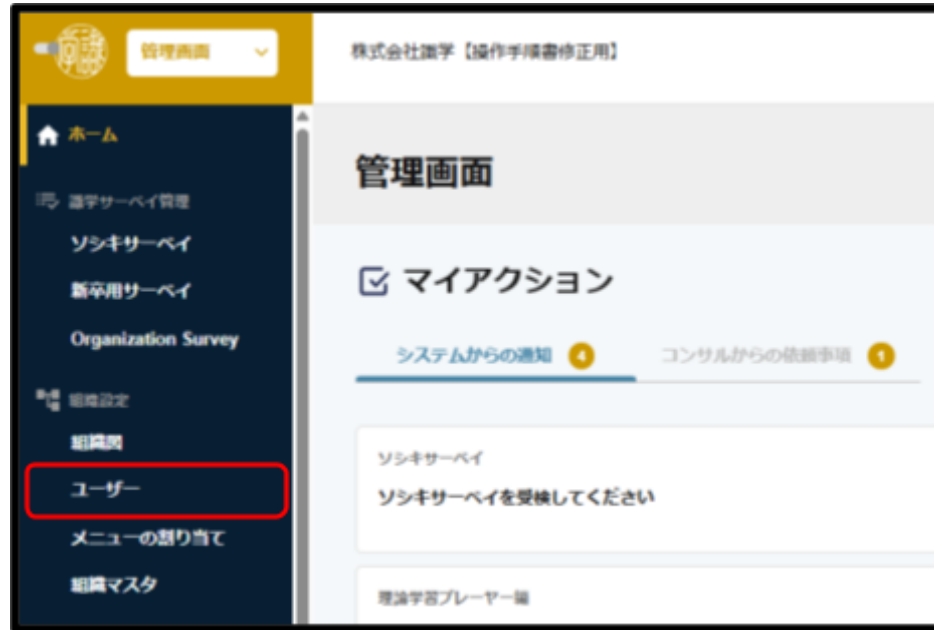 管理画面
株式会社識学【操作手順書修正用】
ホーム
識学サーベイ管理
ソシキサーベイ
新卒用サーベイ
Organization Survey
組織設定
組織図
ユーザー
メニューの割り当て
組織マスタ
管理画面
マイアクション
システムからの通知 4
コンサルからの依頼事項 1
ソシキサーベイ
ソシキサーベイを受検してください
理論学習プレーヤー編